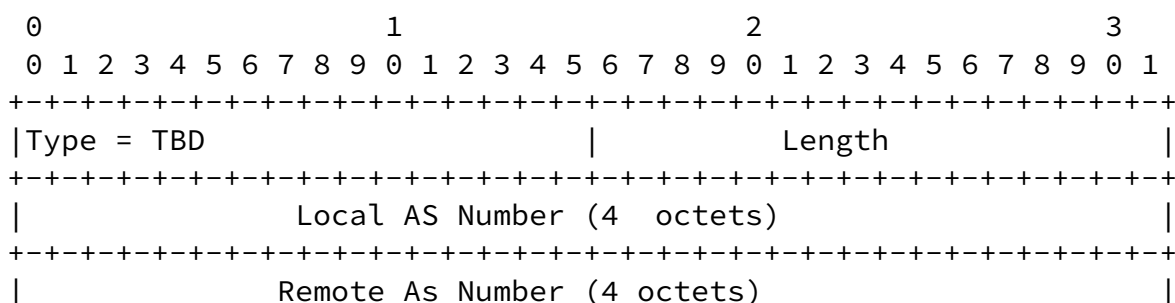 0                   1                   2                   3
 0 1 2 3 4 5 6 7 8 9 0 1 2 3 4 5 6 7 8 9 0 1 2 3 4 5 6 7 8 9 0 1
+-+-+-+-+-+-+-+-+-+-+-+-+-+-+-+-+-+-+-+-+-+-+-+-+-+-+-+-+-+-+-+-+
|Type = TBD                     |          Length               |
+-+-+-+-+-+-+-+-+-+-+-+-+-+-+-+-+-+-+-+-+-+-+-+-+-+-+-+-+-+-+-+-+
|               Local AS Number (4  octets)                     |
+-+-+-+-+-+-+-+-+-+-+-+-+-+-+-+-+-+-+-+-+-+-+-+-+-+-+-+-+-+-+-+-+
|              Remote As Number (4 octets)                      |